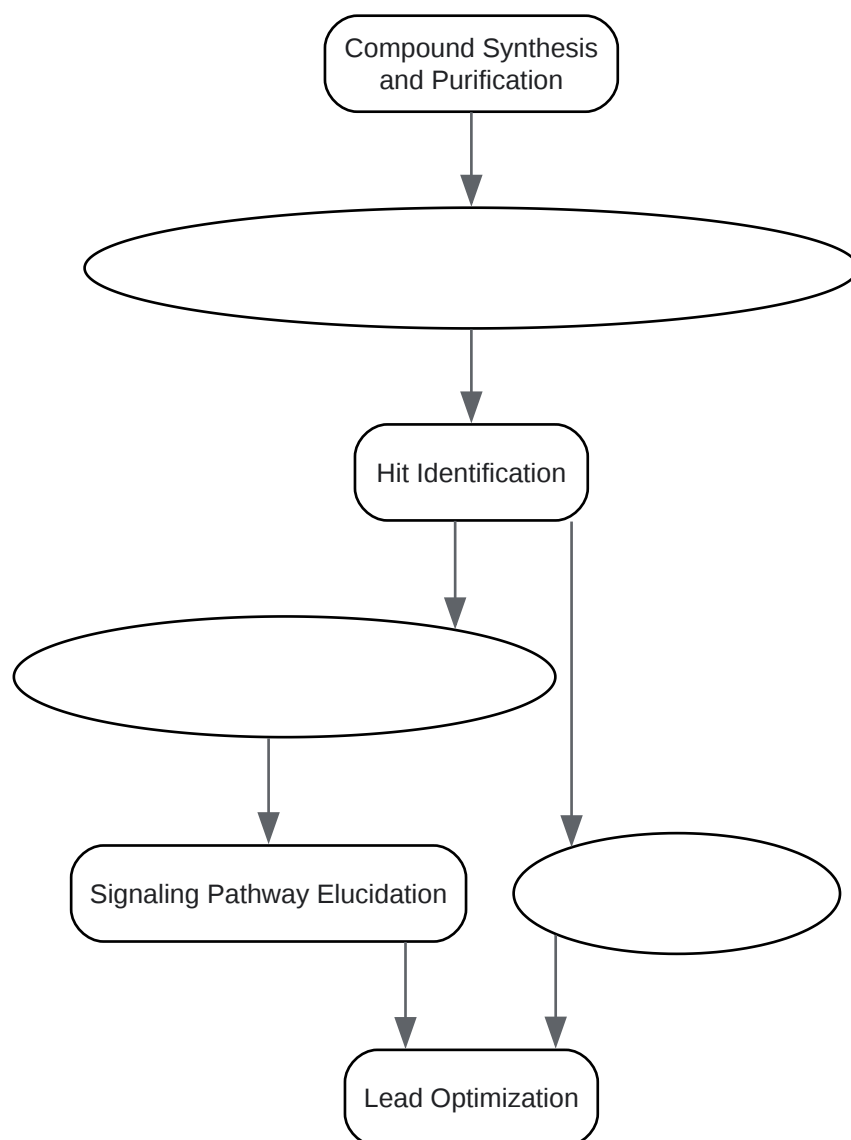 Compound Synthesis
and Purification
Hit Identification
Signaling Pathway Elucidation
Lead Optimization